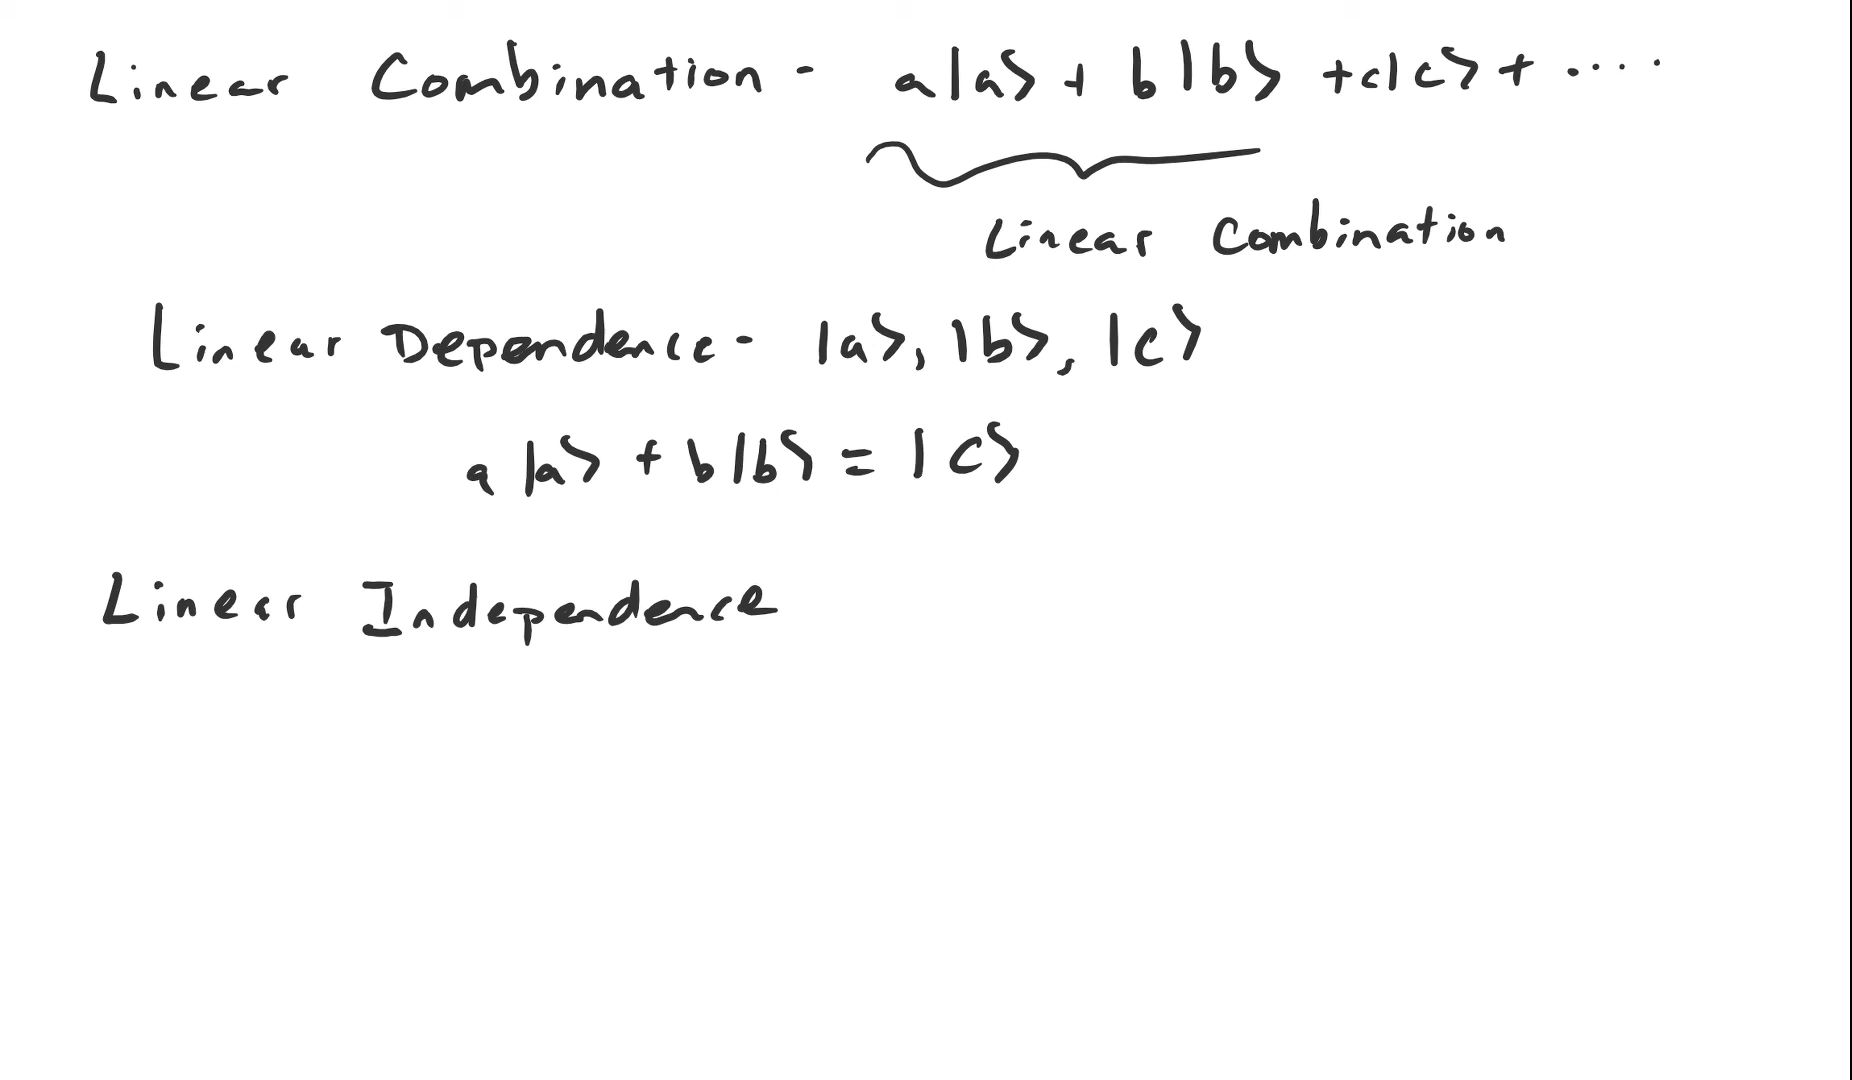 Linear Combination - a|a⟩ + b|b⟩ + c|c⟩ + ....
Linear Combination
Linear Dependence - |a⟩, |b⟩, |c⟩
a|a⟩ + b|b⟩ = |c⟩
Linear Independence